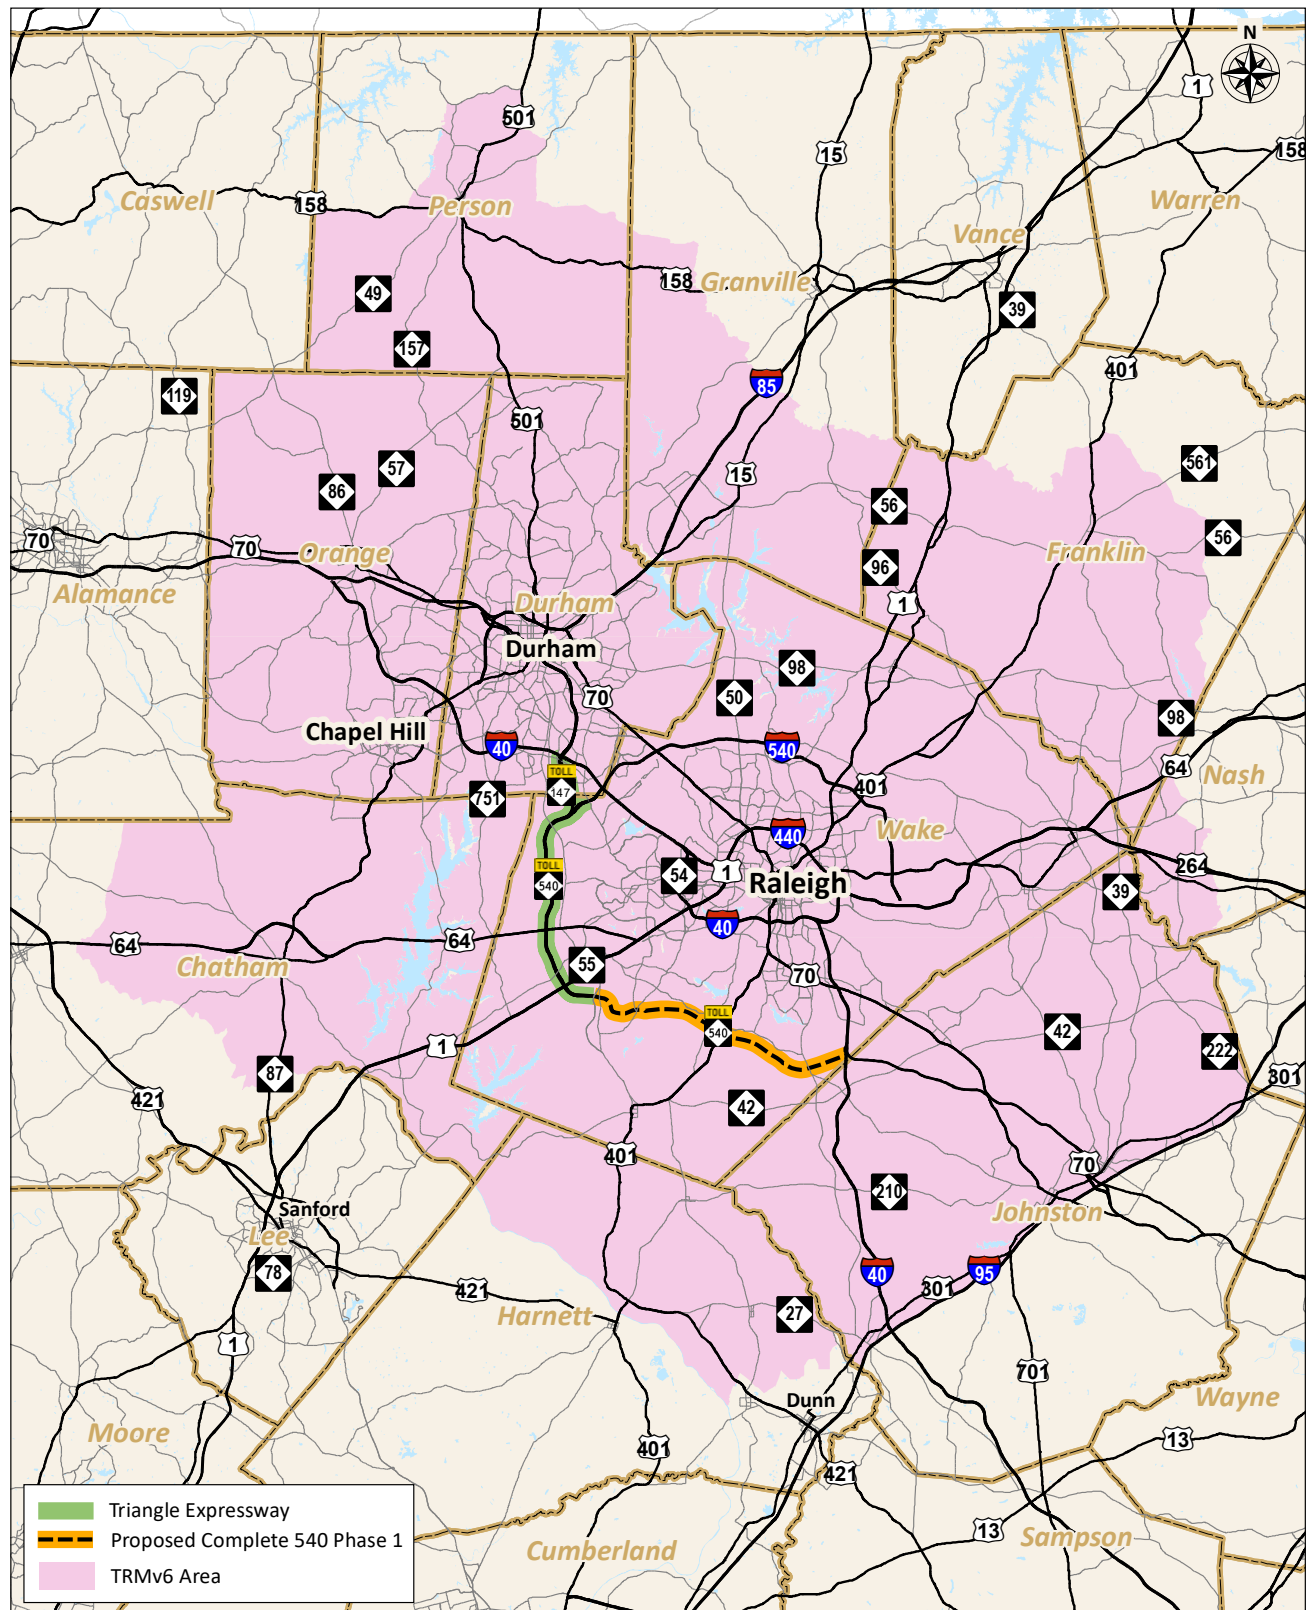 N
501
1
15
158
Caswell
158
Person
Warren
Vance
158
Granville
49
39
157
85
401
119
501
57
561
15
86
56
56
70
70
Orange
Franklin
96
Alamance
Durham
1
Durham
98
70
50
98
Chapel Hill
40
540
64
Nash
TOLL
147
751
401
440
Wake
TOLL
540
54
1
Raleigh
264
39
40
64
64
55
Chatham
70
TOLL
540
42
1
222
87
301
421
42
401
70
210
Sanford
Johnston
Lee
78
40
95
421
301
Harnett
27
1
701
Dunn
Wayne
Moore
401
13
421
13
Sampson
Cumberland
Triangle Expressway
Proposed Complete 540 Phase 1
TRMv6 Area